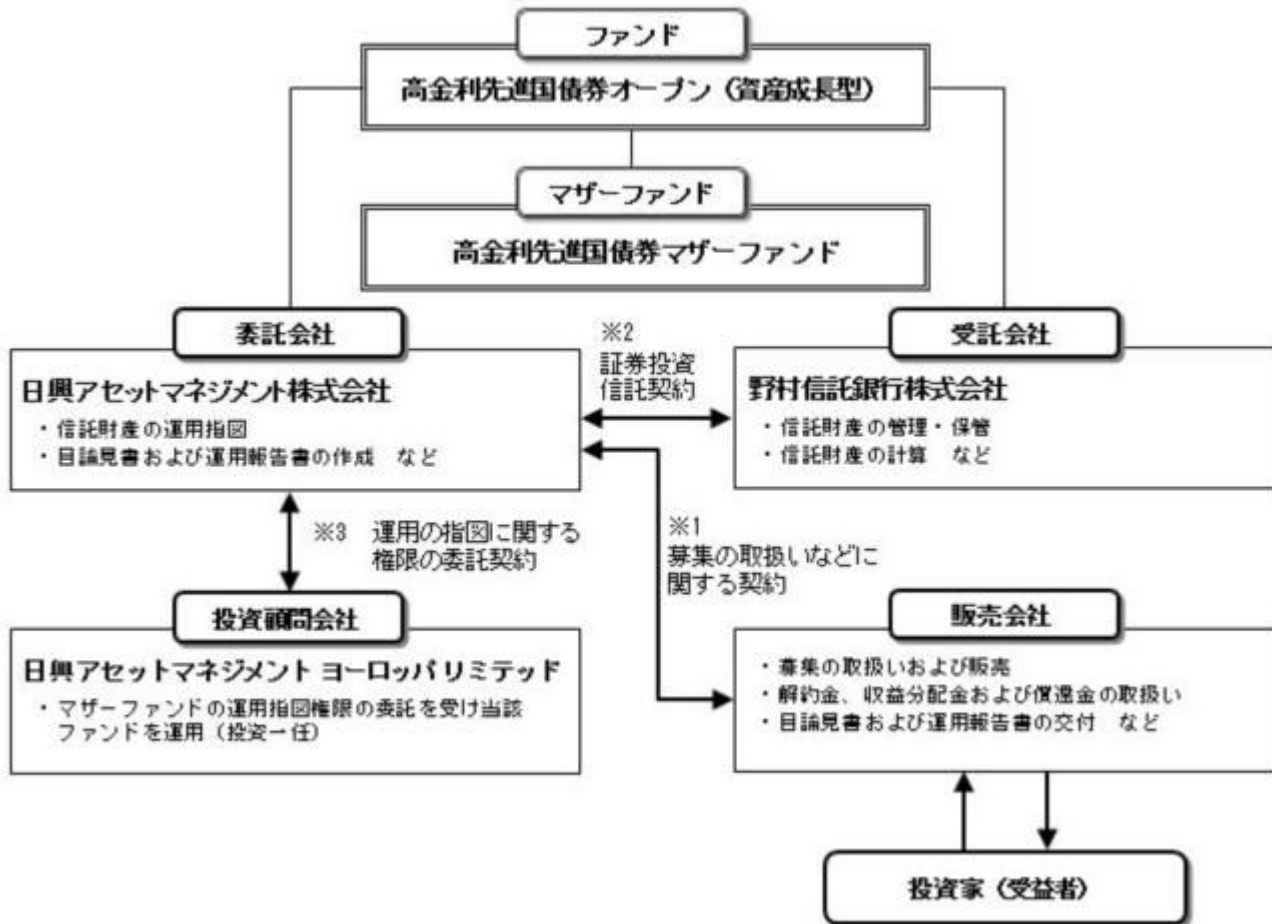 ファンド
高金利先進国債券オープン（資産成長型）
マザーファンド
高金利先進国債券マザーファンド
委託会社
日興アセットマネジメント株式会社
・信託財産の運用指図
・目論見書および運用報告書の作成　など
※2
証券投資
信託契約
受託会社
野村信託銀行株式会社
・信託財産の管理・保管
・信託財産の計算　など
※3　運用の指図に関する
権限の委託契約
※1
募集の取扱いなどに
関する契約
投資顧問会社
日興アセットマネジメント ヨーロッパ リミテッド
・マザーファンドの運用指図権限の委託を受け当該
ファンドを運用（投資一任）
販売会社
・募集の取扱いおよび販売
・解約金、収益分配金および償還金の取扱い
・目論見書および運用報告書の交付　など
投資家（受益者）